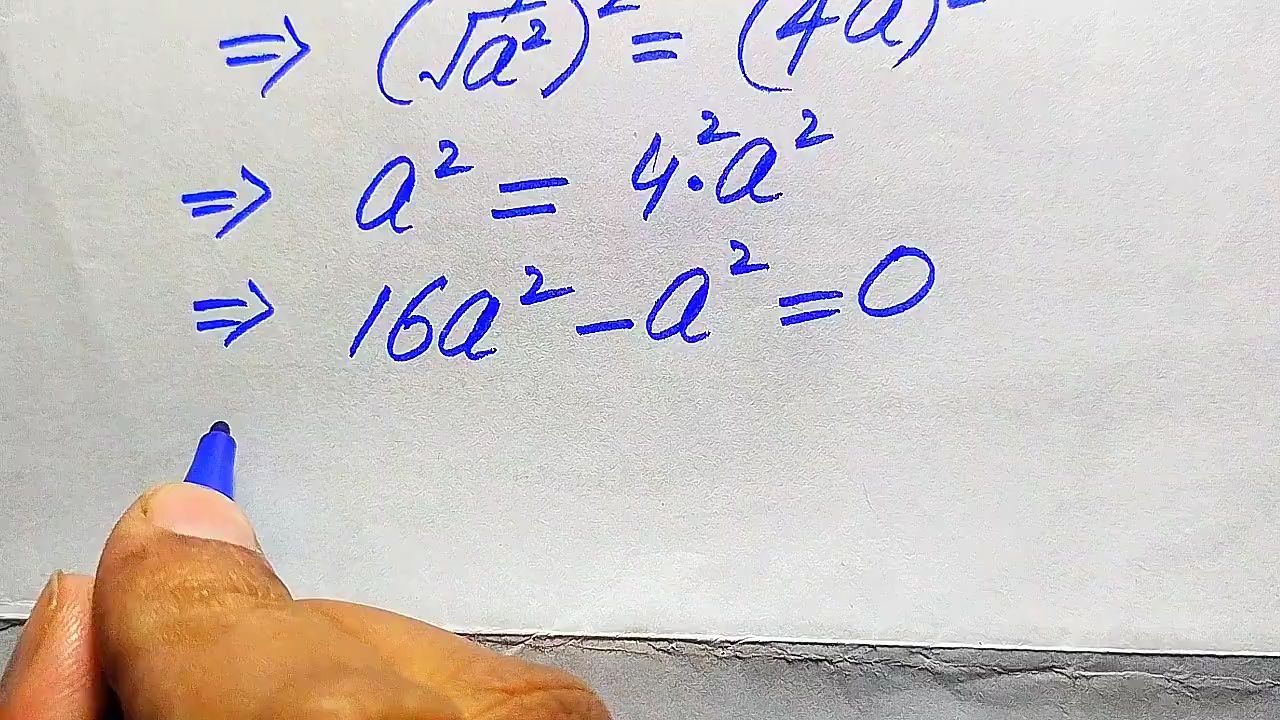 ⇒ (√a²)² = (4a)²
⇒ a² = 4²·a²
⇒ 16a² − a² = 0